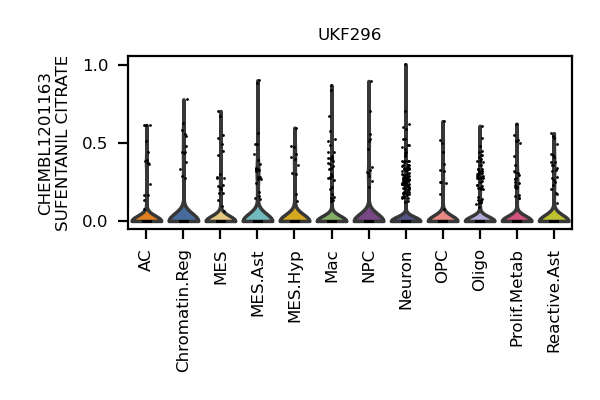 UKF296
CHEMBL1201163
SUFENTANIL CITRATE
1.0
0.5
0.0
AC
Chromatin.Reg
MES
MES.Ast
MES.Hyp
Mac
NPC
Neuron
OPC
Oligo
Prolif.Metab
Reactive.Ast